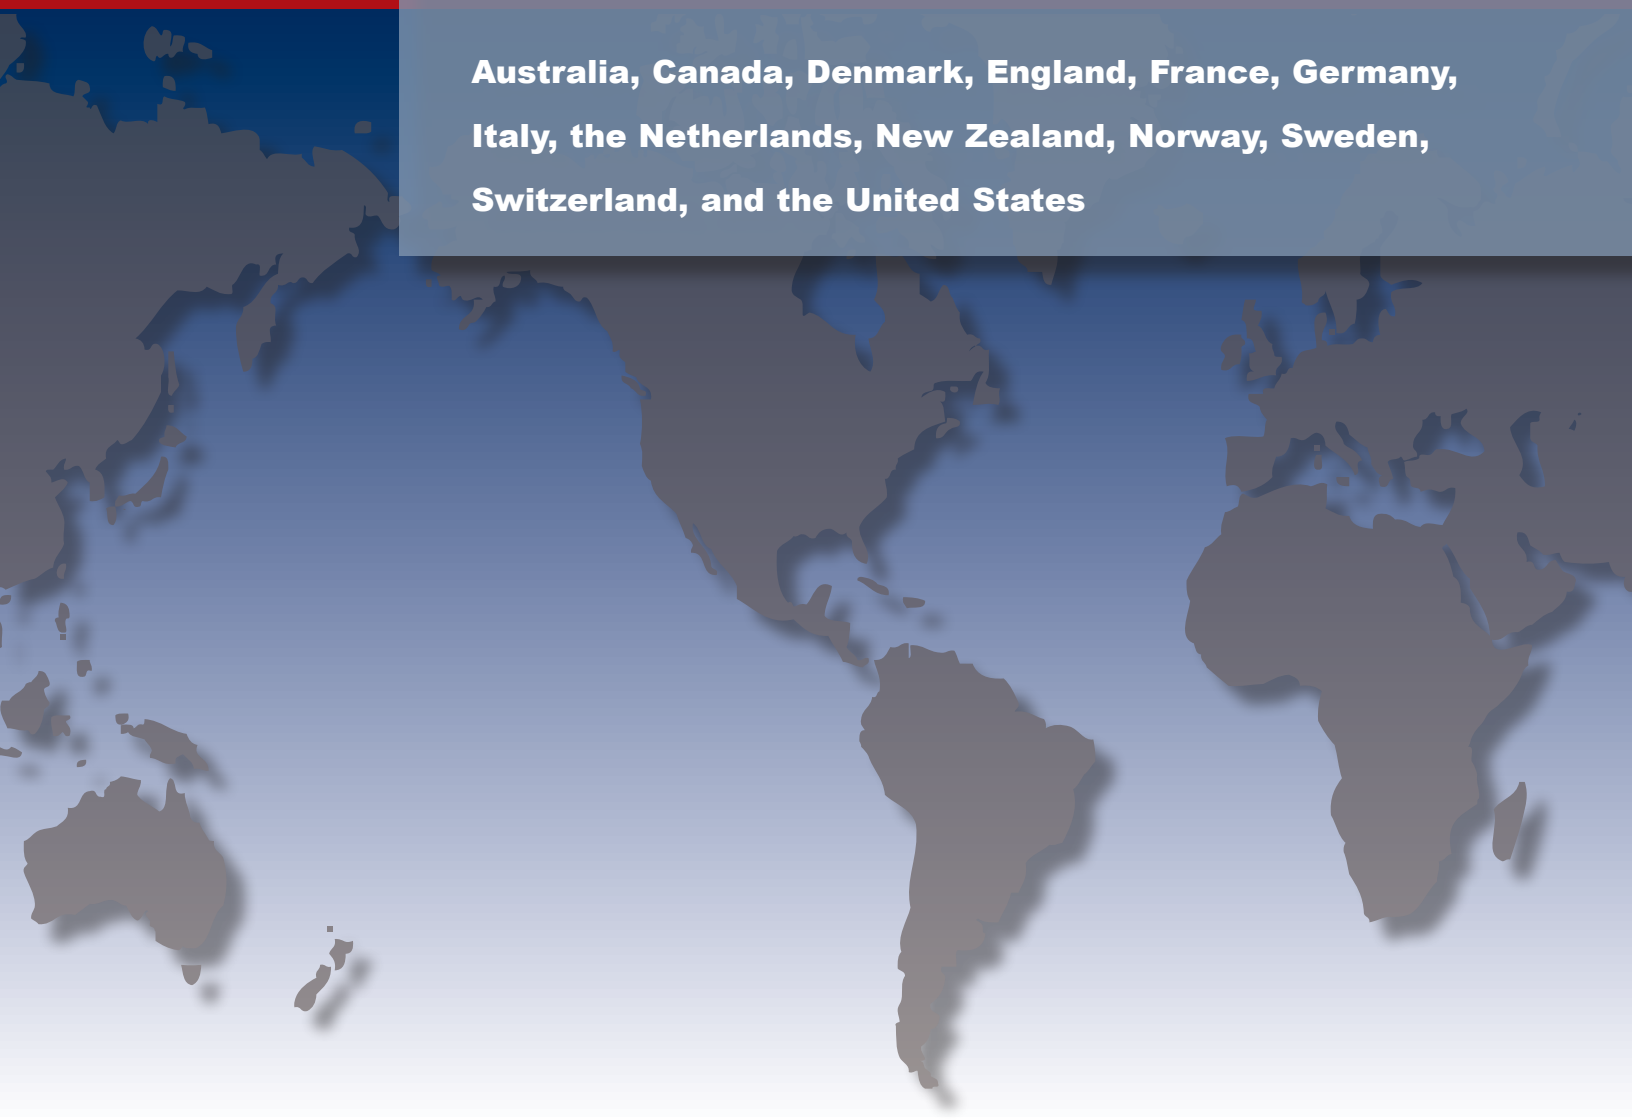 Australia, Canada, Denmark, England, France, Germany,
Italy, the Netherlands, New Zealand, Norway, Sweden,
Switzerland, and the United States